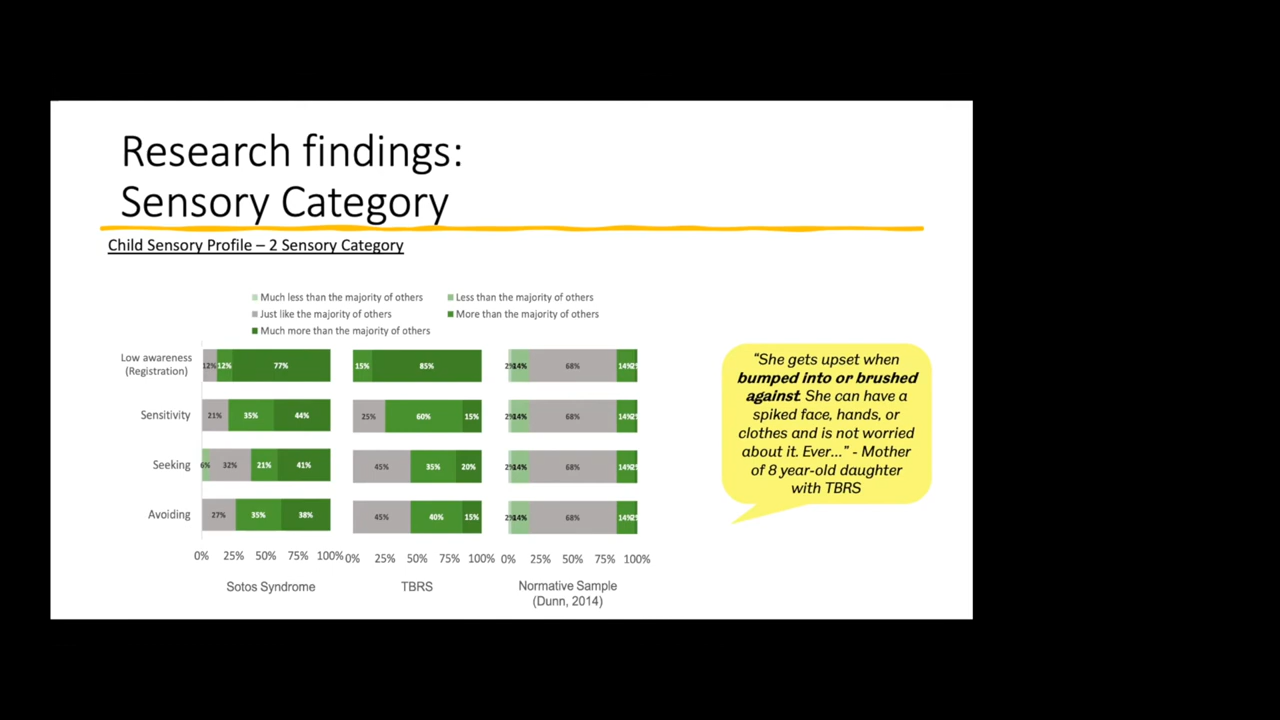 Research findings:
Sensory Category
Child Sensory Profile – 2 Sensory Category
Much less than the majority of others
Less than the majority of others
Just like the majority of others
More than the majority of others
Much more than the majority of others
Low awareness
(Registration)
12% 12% 77%
15% 85%
2% 14% 68% 14% 2%
Sensitivity
21% 35% 44%
25% 60% 15%
2% 14% 68% 14% 2%
Seeking
6% 32% 21% 41%
45% 35% 20%
2% 14% 68% 14% 2%
Avoiding
27% 35% 38%
45% 40% 15%
2% 14% 68% 14% 2%
0% 25% 50% 75% 100%
0% 25% 50% 75% 100%
0% 25% 50% 75% 100%
Sotos Syndrome
TBRS
Normative Sample
(Dunn, 2014)
"She gets upset when
bumped into or brushed
against. She can have a
spiked face, hands, or
clothes and is not worried
about it. Ever..." - Mother
of 8 year-old daughter
with TBRS